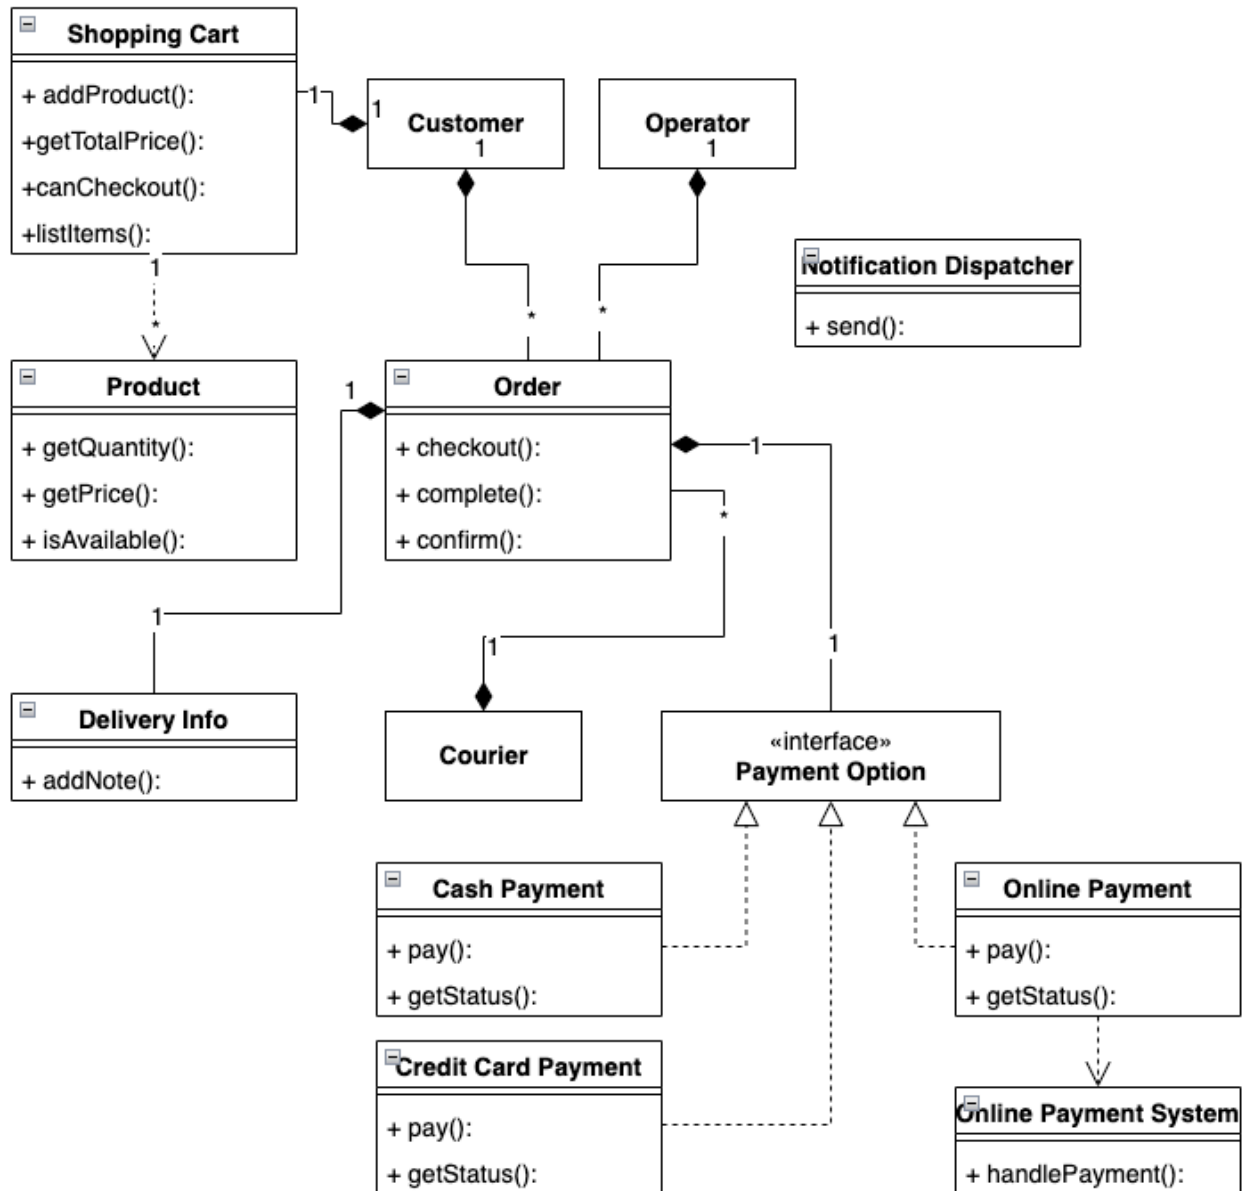 Shopping Cart
+ addProduct():
+getTotalPrice():
+canCheckout():
+listItems():
1
1
Customer
1
Operator
1
Notification Dispatcher
+ send():
1
*
*
*
Product
+ getQuantity():
+ getPrice():
+ isAvailable():
1
Order
+ checkout():
+ complete():
+ confirm():
1
*
1
1
1
Delivery Info
+ addNote():
Courier
«interface»
Payment Option
Cash Payment
+ pay():
+ getStatus():
Online Payment
+ pay():
+ getStatus():
Credit Card Payment
+ pay():
+ getStatus():
Online Payment System
+ handlePayment():